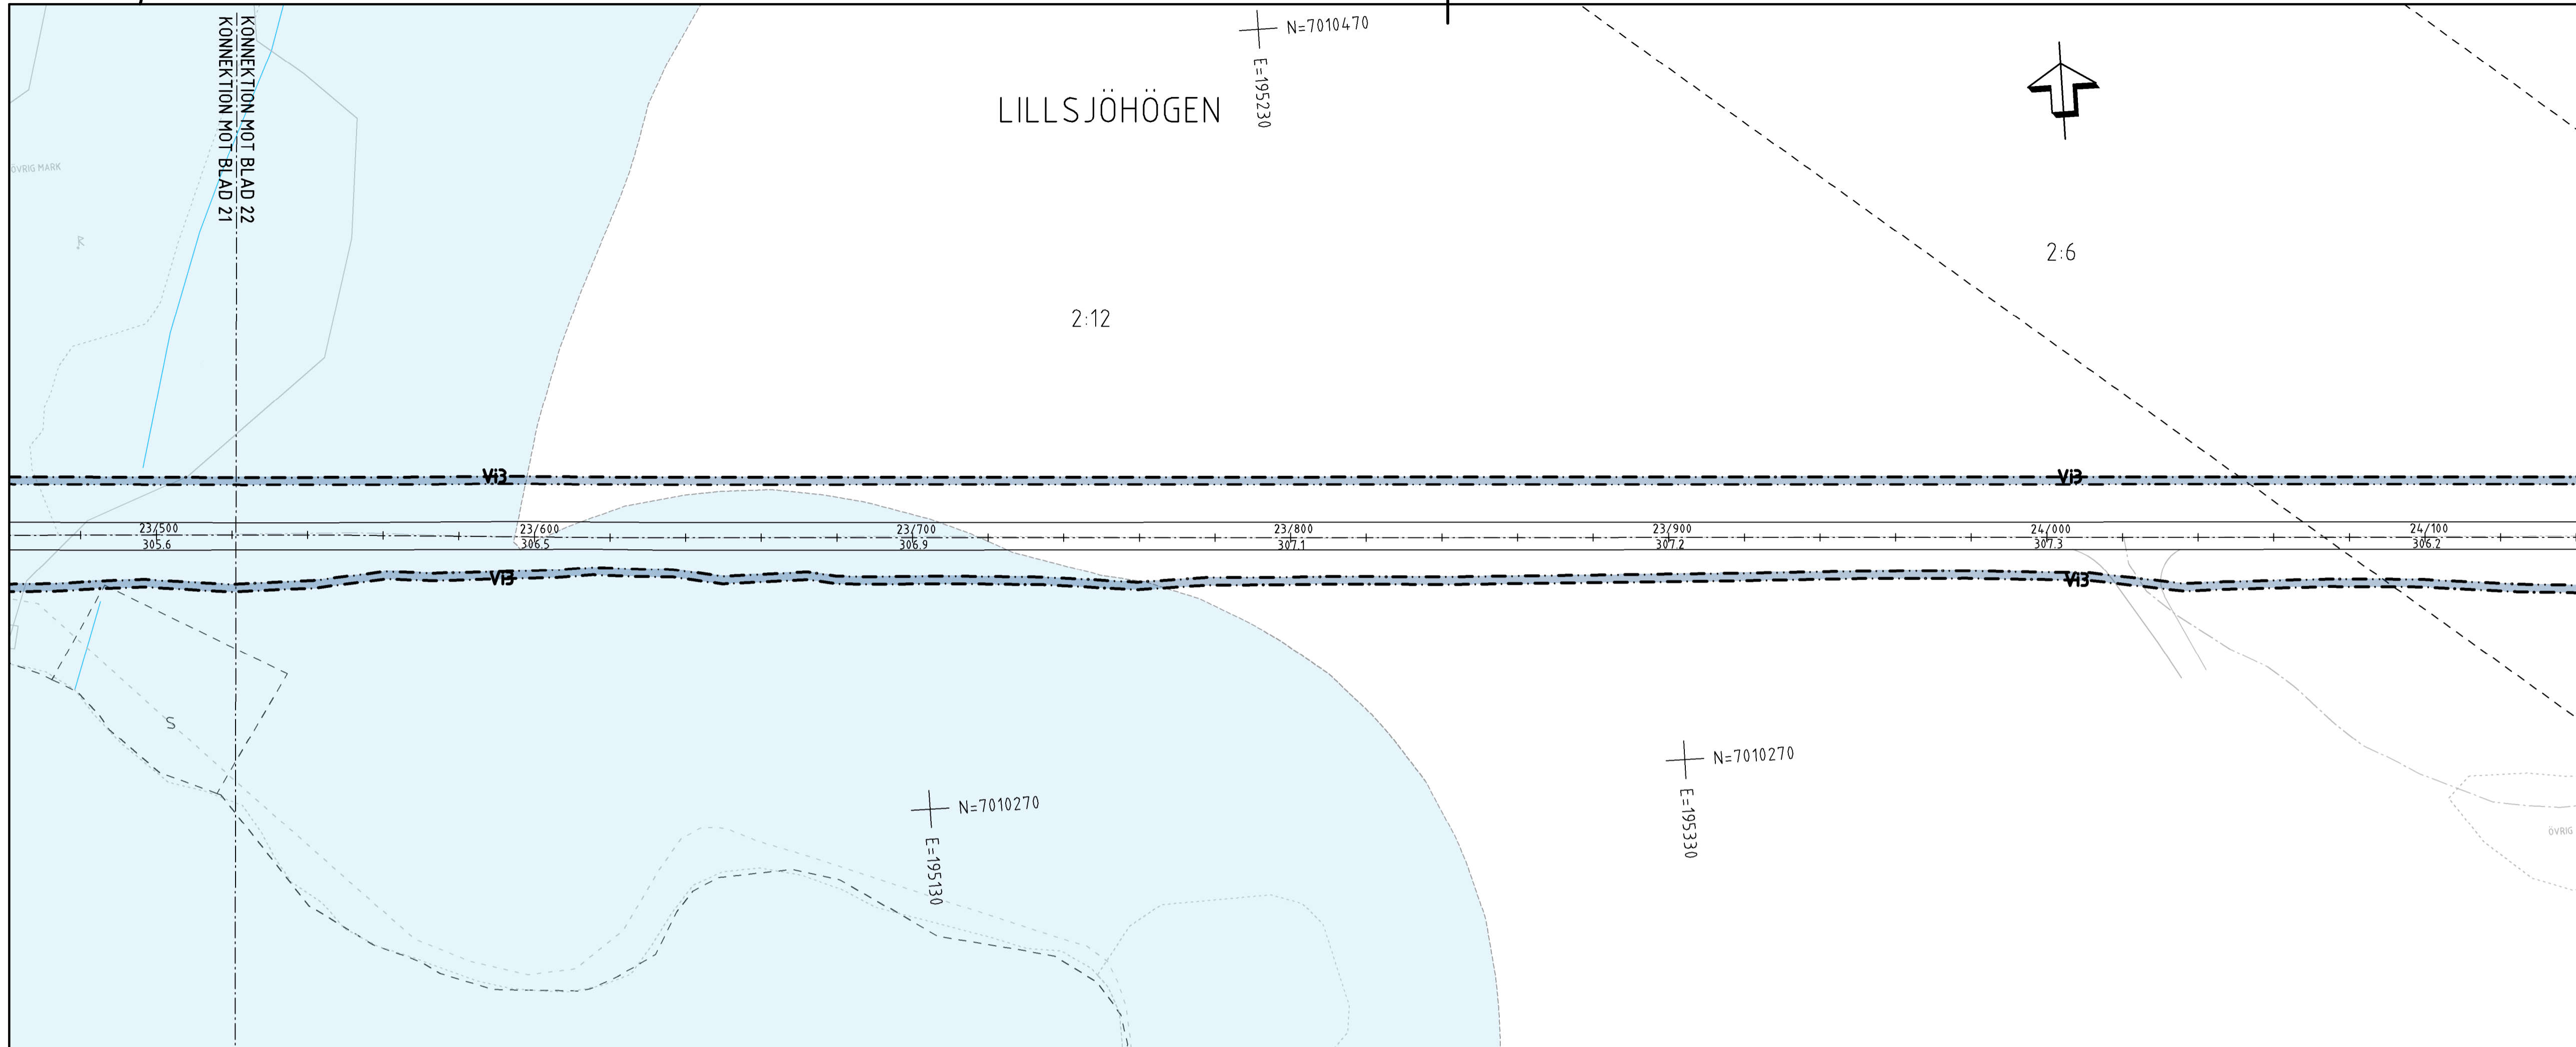 KONNEKTION MOT BLAD 22
KONNEKTION MOT BLAD 21
N=7010470
E=195230
LILLSJÖHÖGEN
ÖVRIG MARK
R
2:6
2:12
Vi3
Vi3
23/500
23/600
23/700
23/800
23/900
24/000
24/100
305.6
306.5
306.9
307.1
307.2
307.3
306.2
Vi3
Vi3
S
N=7010270
E=195330
N=7010270
E=195130
ÖVRIG